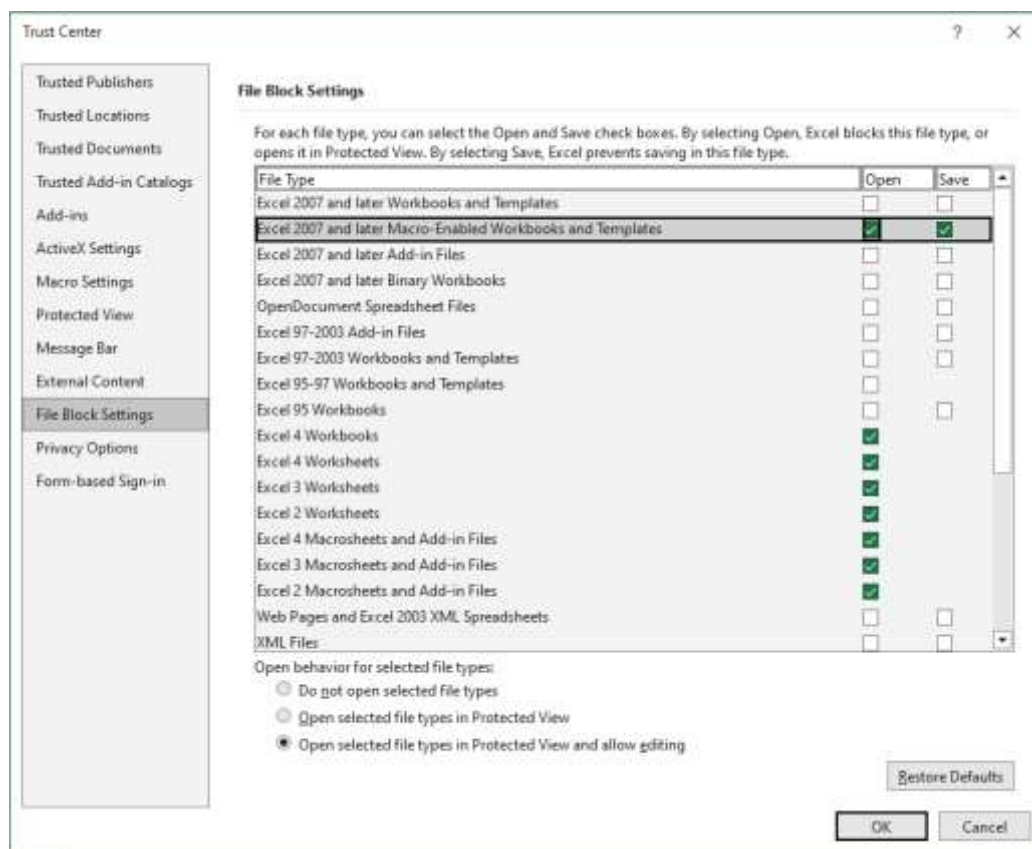 Trust Center
?
Trusted Publishers
Trusted Locations
Trusted Documents
Trusted Add-in Catalogs
Add-ins
ActiveX Settings
Macro Settings
Protected View
Message Bar
External Content
File Block Settings
Privacy Options
Form-based Sign-in
File Block Settings
For each file type, you can select the Open and Save check boxes. By selecting Open, Excel blocks this file type, or
opens it in Protected View. By selecting Save, Excel prevents saving in this file type.
File Type Open Save
Excel 2007 and later Workbooks and Templates
Excel 2007 and later Macro-Enabled Workbooks and Templates
Excel 2007 and later Add-in Files
Excel 2007 and later Binary Workbooks
OpenDocument Spreadsheet Files
Excel 97-2003 Add-in Files
Excel 97-2003 Workbooks and Templates
Excel 95-97 Workbooks and Templates
Excel 95 Workbooks
Excel 4 Workbooks
Excel 4 Worksheets
Excel 3 Worksheets
Excel 2 Worksheets
Excel 4 Macrosheets and Add-in Files
Excel 3 Macrosheets and Add-in Files
Excel 2 Macrosheets and Add-in Files
Web Pages and Excel 2003 XML Spreadsheets
XML Files
Open behavior for selected file types:
Do not open selected file types
Open selected file types in Protected View
Open selected file types in Protected View and allow editing
Restore Defaults
OK Cancel